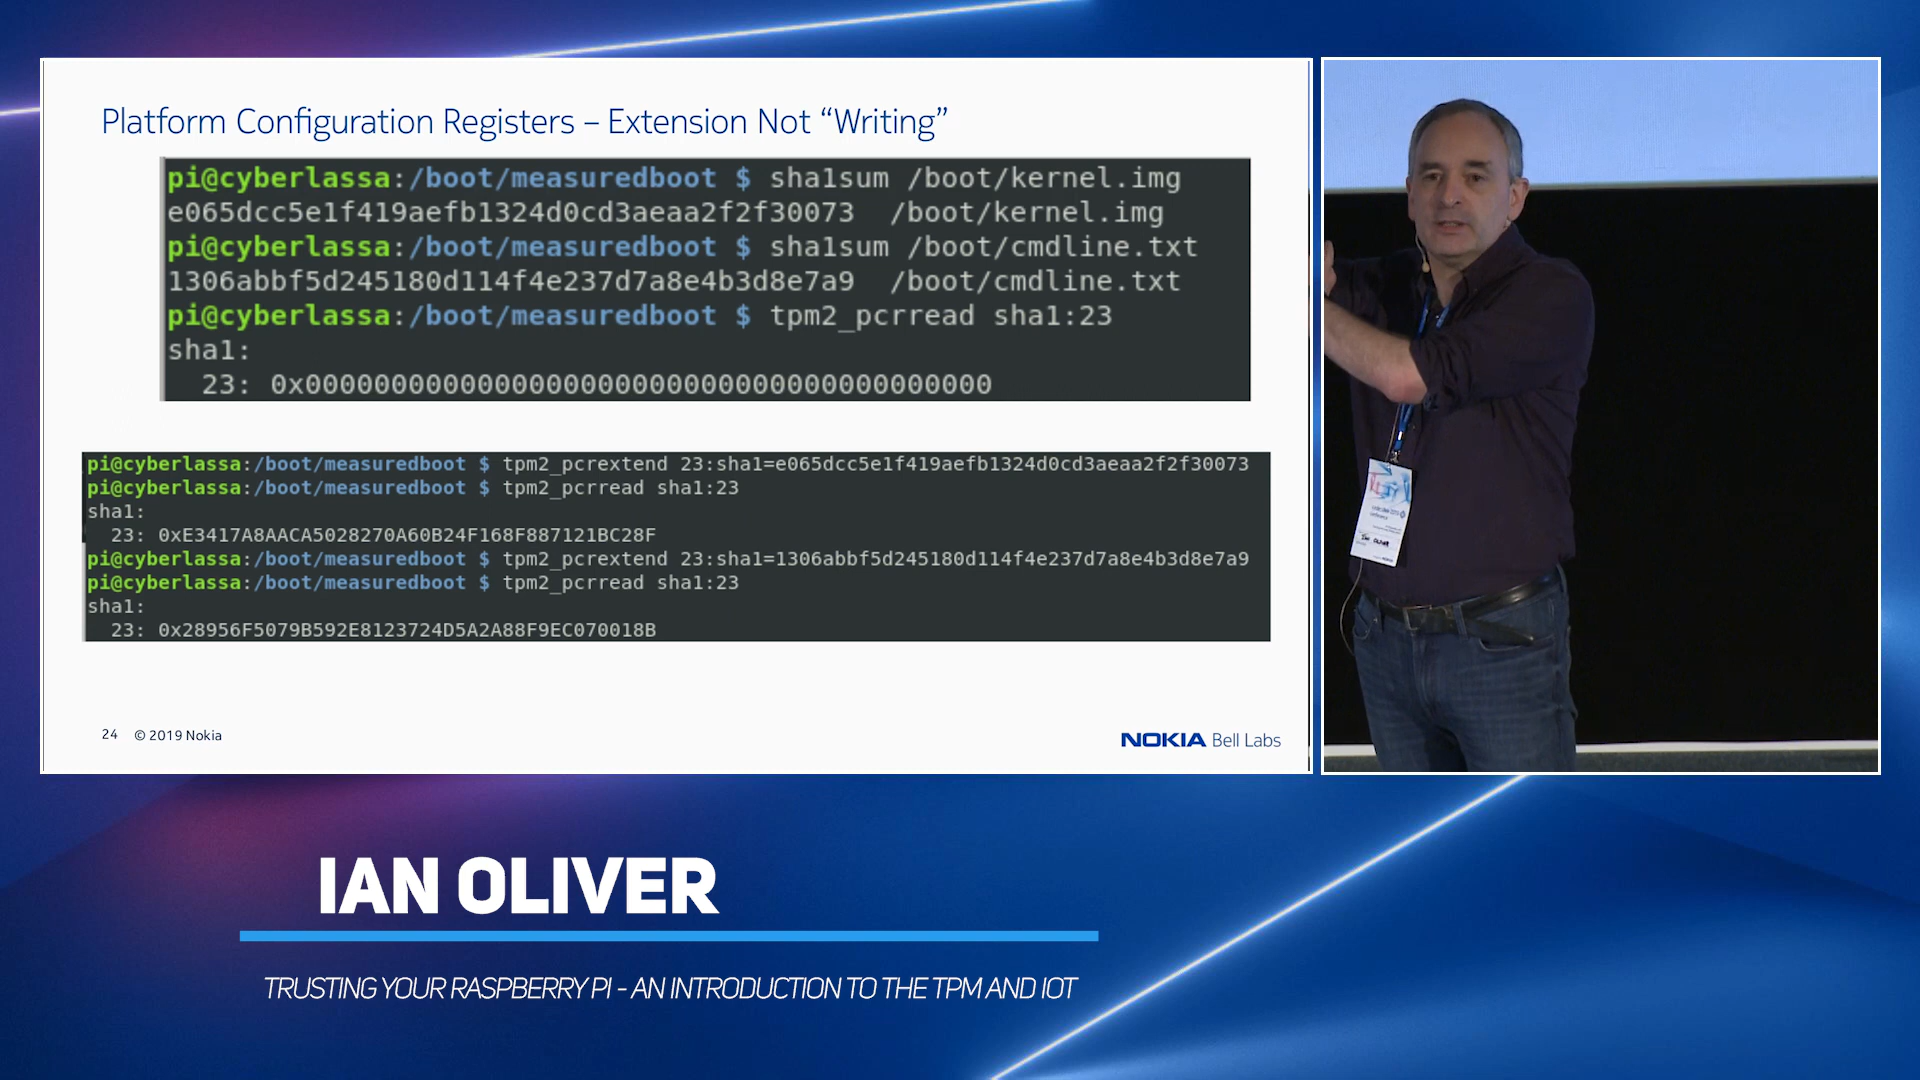 Platform Configuration Registers – Extension Not “Writing”
pi@cyberlassa:/boot/measuredboot $ sha1sum /boot/kernel.img
e065dcc5e1f419aefb1324d0cd3aeaa2f2f30073  /boot/kernel.img
pi@cyberlassa:/boot/measuredboot $ sha1sum /boot/cmdline.txt
1306abbf5d245180d114f4e237d7a8e4b3d8e7a9  /boot/cmdline.txt
pi@cyberlassa:/boot/measuredboot $ tpm2_pcrread sha1:23
sha1:
23: 0x0000000000000000000000000000000000000000
pi@cyberlassa:/boot/measuredboot $ tpm2_pcrextend 23:sha1=e065dcc5e1f419aefb1324d0cd3aeaa2f2f30073
pi@cyberlassa:/boot/measuredboot $ tpm2_pcrread sha1:23
sha1:
23: 0xE3417A8AACA5028270A60B24F168F887121BC28F
pi@cyberlassa:/boot/measuredboot $ tpm2_pcrextend 23:sha1=1306abbf5d245180d114f4e237d7a8e4b3d8e7a9
pi@cyberlassa:/boot/measuredboot $ tpm2_pcrread sha1:23
sha1:
23: 0x28956F5079B592E8123724D5A2A88F9EC070018B
24 © 2019 Nokia
NOKIA Bell Labs
IAN OLIVER
TRUSTING YOUR RASPBERRY PI - AN INTRODUCTION TO THE TPM AND IOT